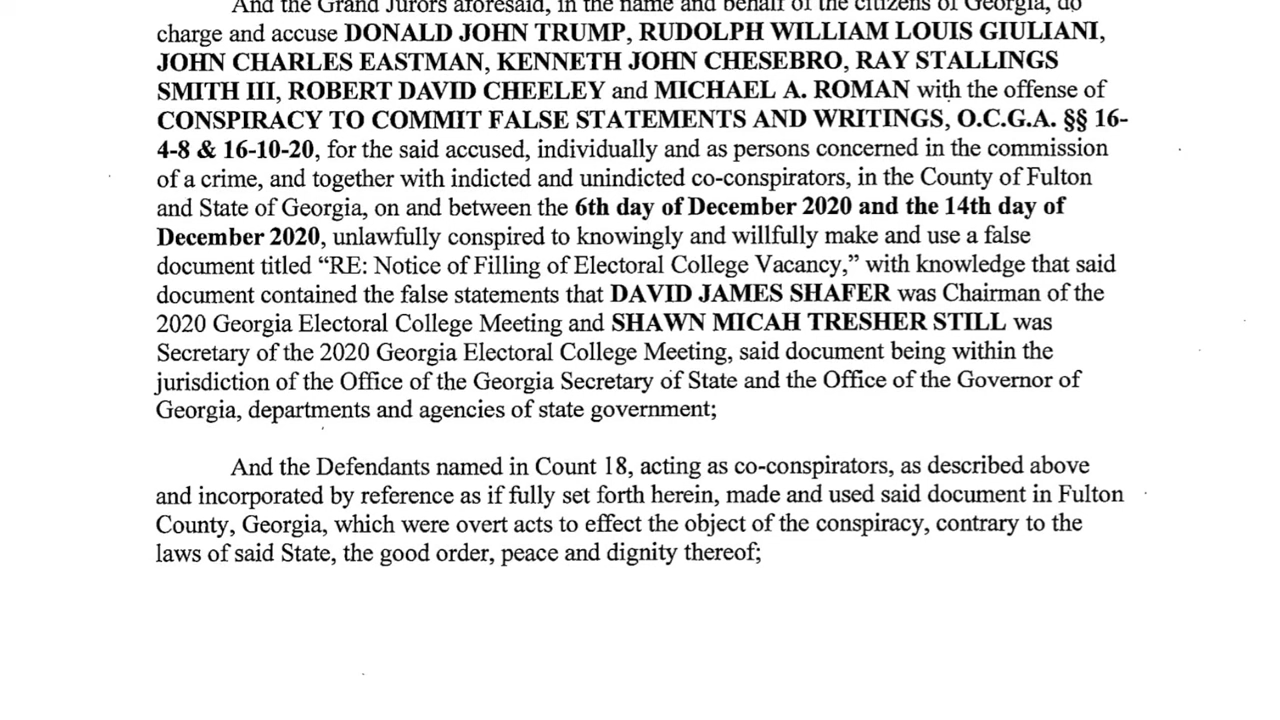 And the Grand Jurors aforesaid, in the name and behalf of the citizens of Georgia, do
charge and accuse DONALD JOHN TRUMP, RUDOLPH WILLIAM LOUIS GIULIANI,
JOHN CHARLES EASTMAN, KENNETH JOHN CHESEBRO, RAY STALLINGS
SMITH III, ROBERT DAVID CHEELEY and MICHAEL A. ROMAN with the offense of
CONSPIRACY TO COMMIT FALSE STATEMENTS AND WRITINGS, O.C.G.A. §§ 16-
4-8 & 16-10-20, for the said accused, individually and as persons concerned in the commission
of a crime, and together with indicted and unindicted co-conspirators, in the County of Fulton
and State of Georgia, on and between the 6th day of December 2020 and the 14th day of
December 2020, unlawfully conspired to knowingly and willfully make and use a false
document titled “RE: Notice of Filling of Electoral College Vacancy,” with knowledge that said
document contained the false statements that DAVID JAMES SHAFER was Chairman of the
2020 Georgia Electoral College Meeting and SHAWN MICAH TRESHER STILL was
Secretary of the 2020 Georgia Electoral College Meeting, said document being within the
jurisdiction of the Office of the Georgia Secretary of State and the Office of the Governor of
Georgia, departments and agencies of state government;
And the Defendants named in Count 18, acting as co-conspirators, as described above
and incorporated by reference as if fully set forth herein, made and used said document in Fulton
County, Georgia, which were overt acts to effect the object of the conspiracy, contrary to the
laws of said State, the good order, peace and dignity thereof;